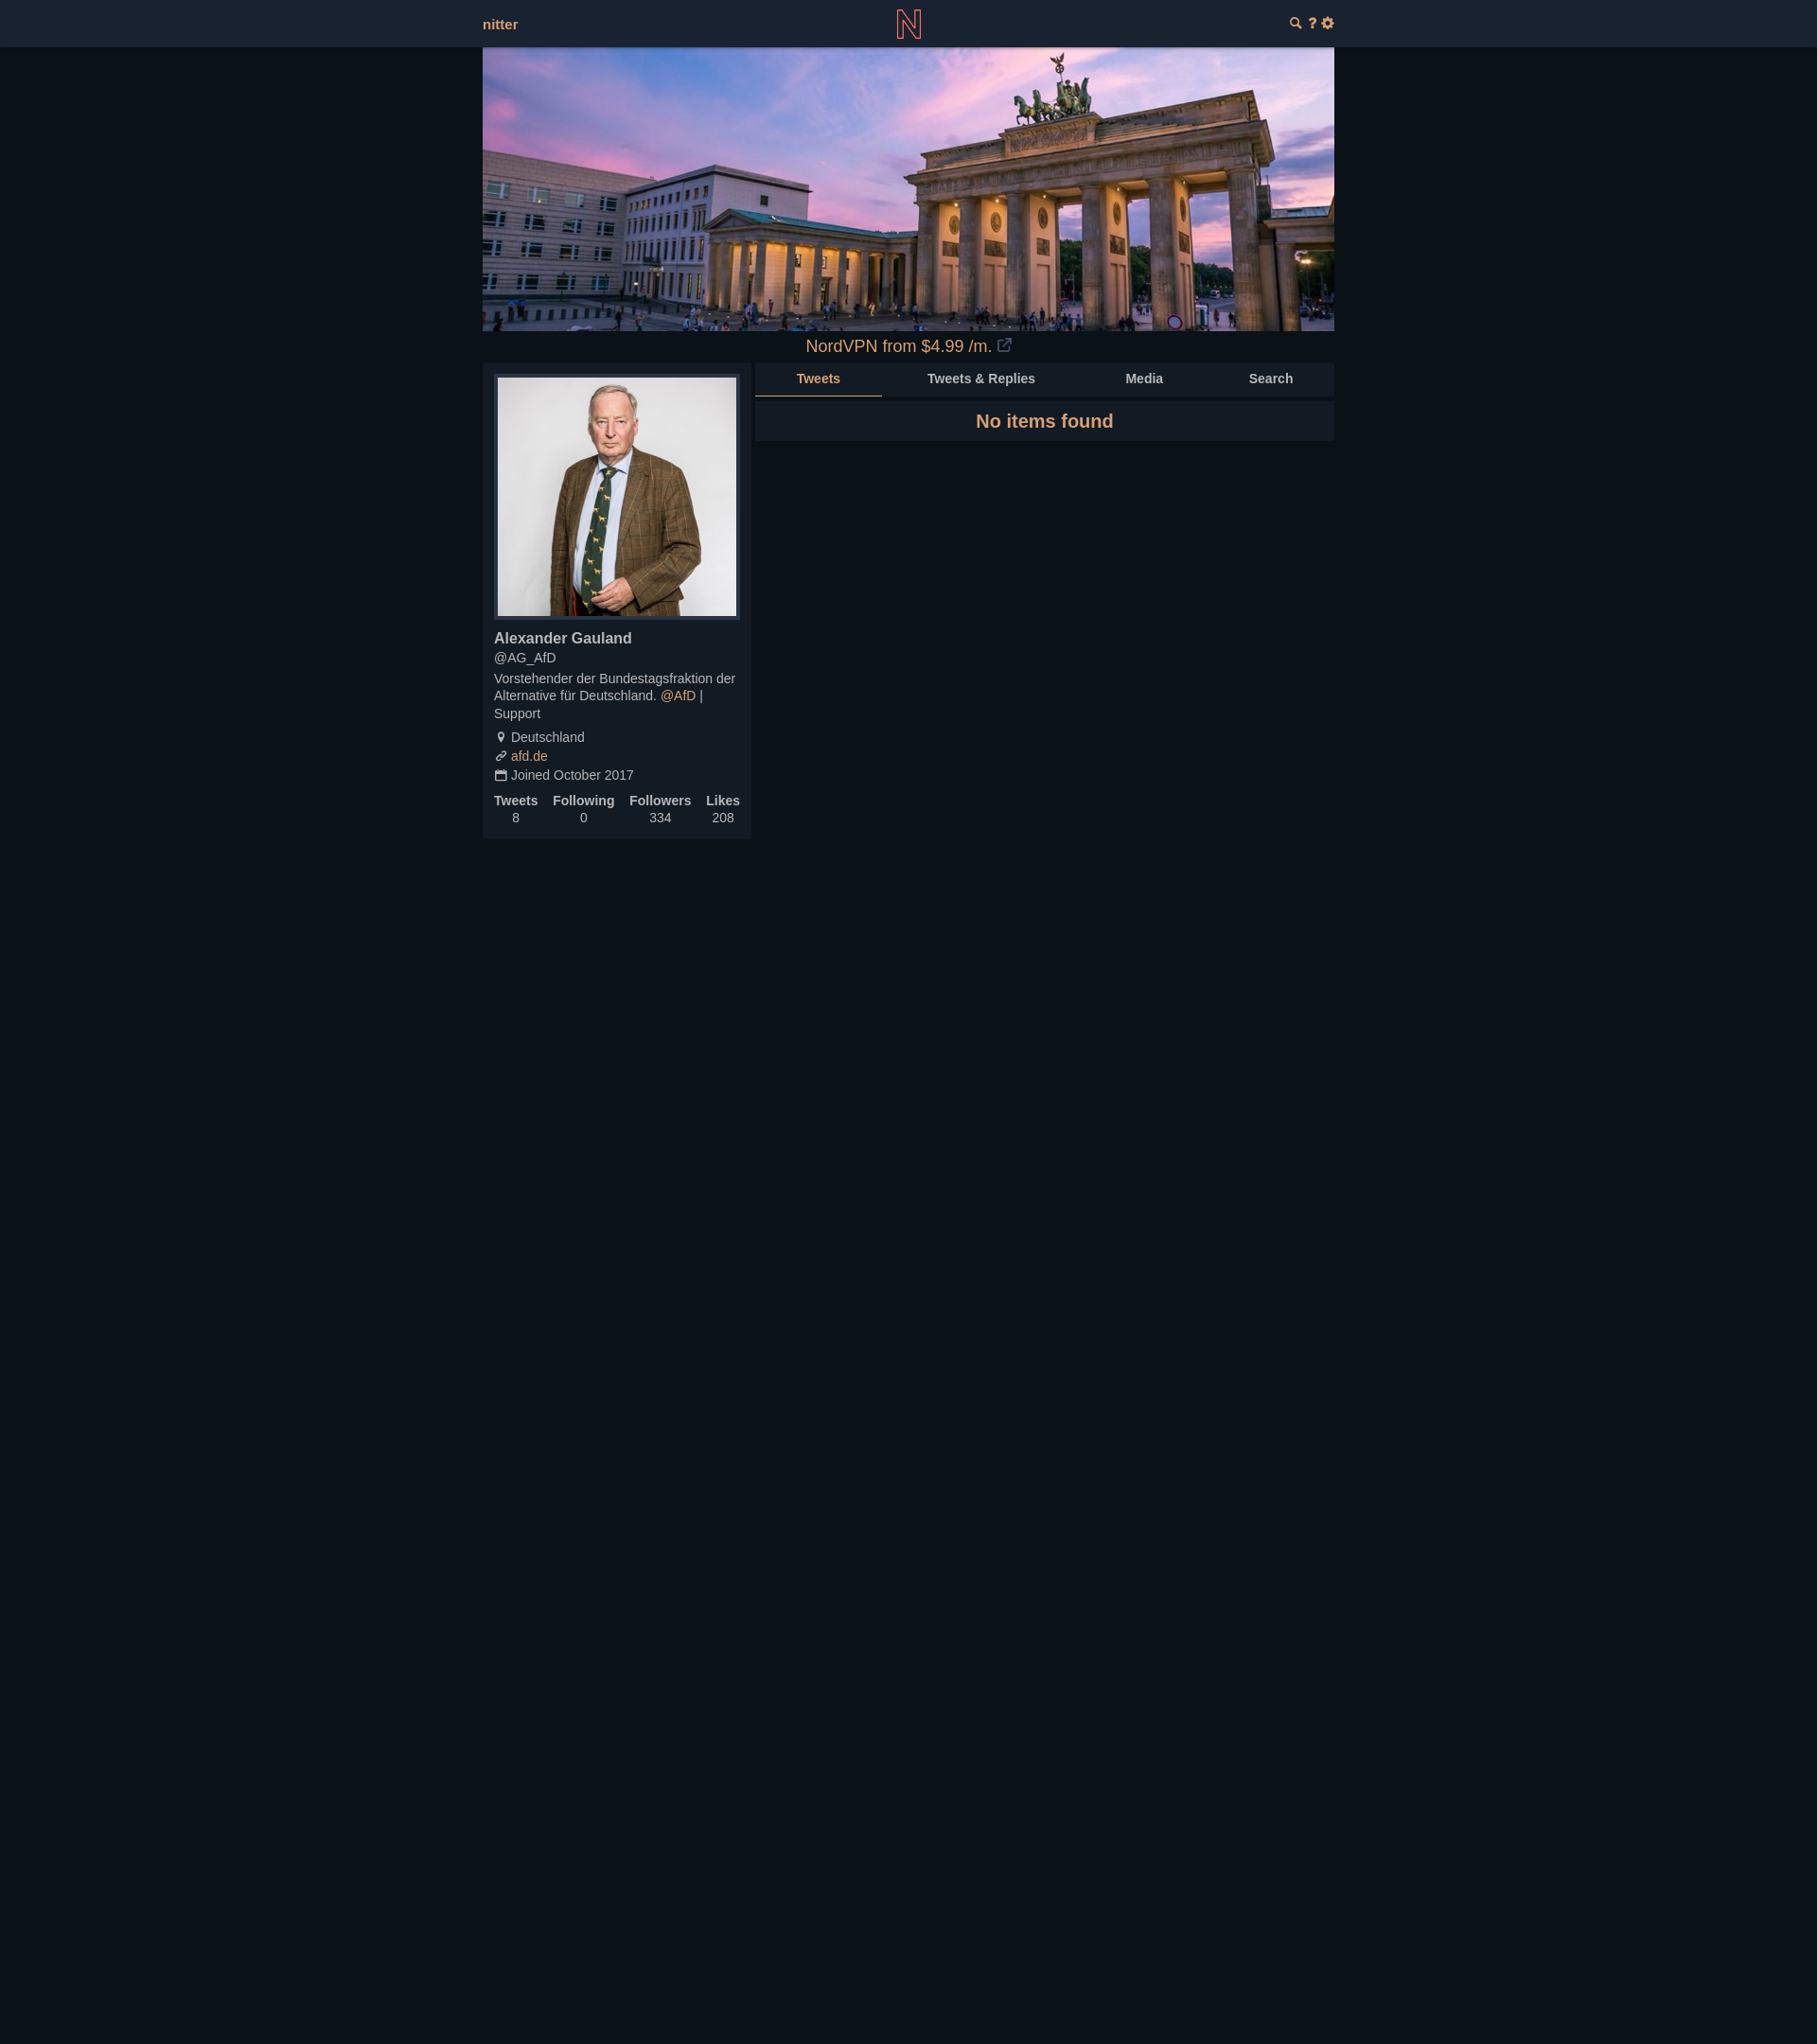 nitter
N
?
NordVPN from $4.99 /m.
Tweets Tweets & Replies Media Search
No items found
Alexander Gauland
@AG_AfD
Vorstehender der Bundestagsfraktion der
Alternative für Deutschland. @AfD |
Support
Deutschland
afd.de
Joined October 2017
Tweets Following Followers Likes
8 0 334 208